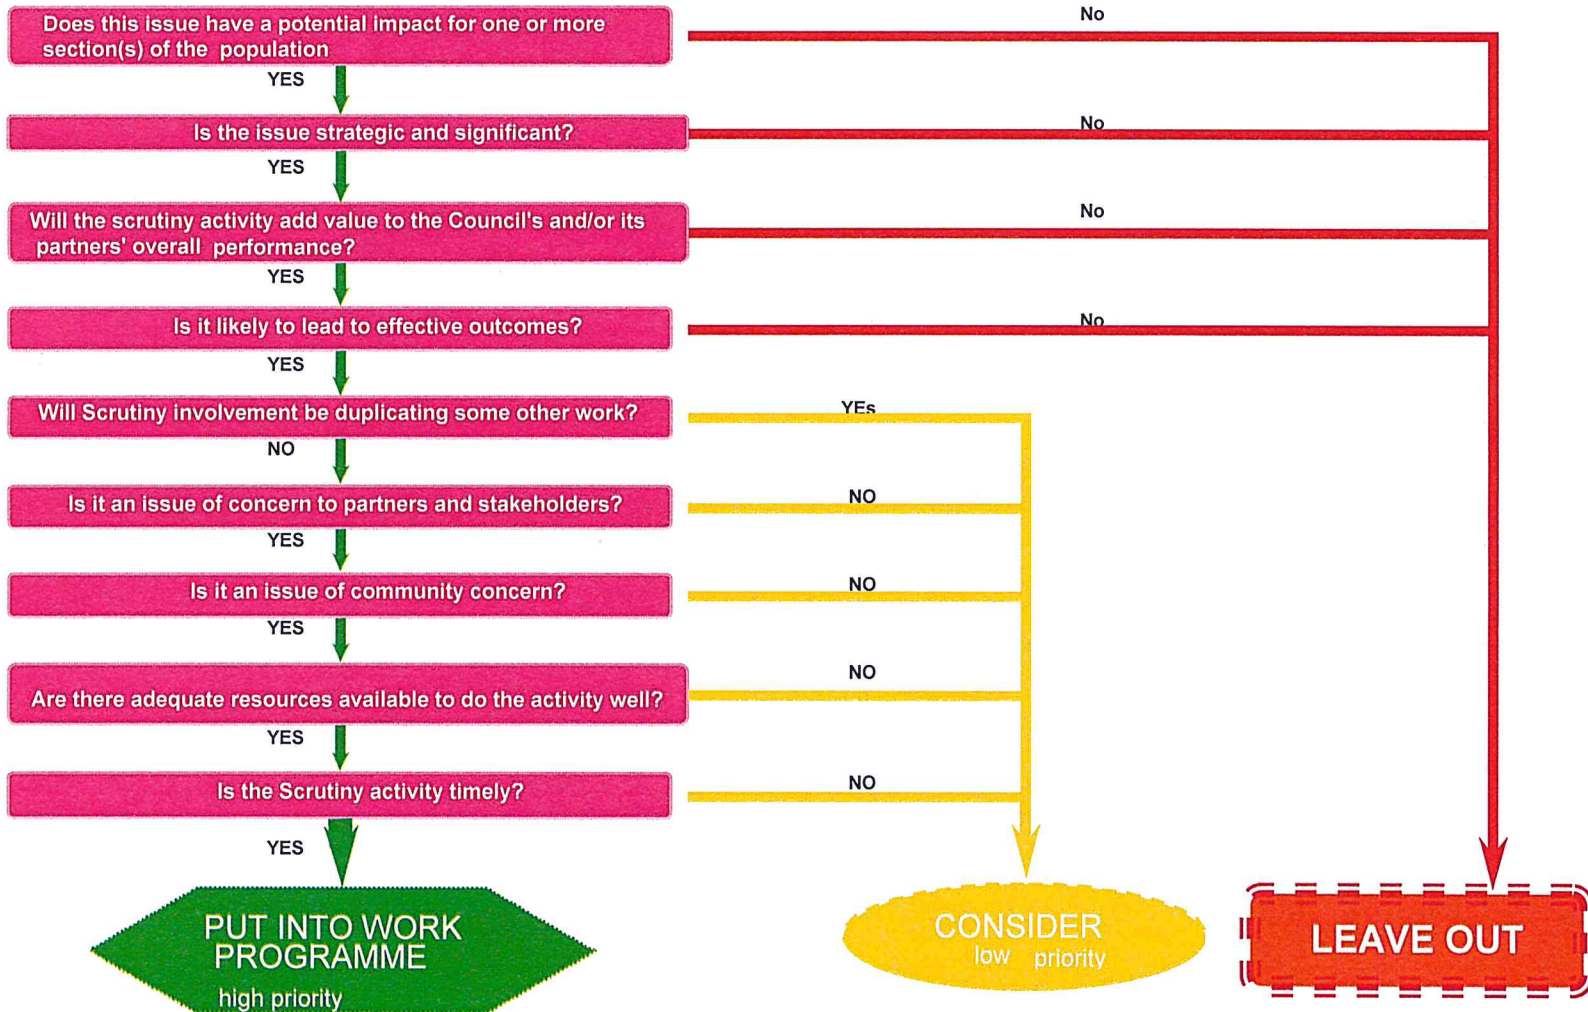 Does this issue have a potential impact for one or more
section(s) of the population
No
YES
Is the issue strategic and significant?
No
YES
Will the scrutiny activity add value to the Council's and/or its
partners' overall performance?
No
YES
Is it likely to lead to effective outcomes?
No
YES
Will Scrutiny involvement be duplicating some other work?
YEs
NO
Is it an issue of concern to partners and stakeholders?
NO
YES
Is it an issue of community concern?
NO
YES
Are there adequate resources available to do the activity well?
NO
YES
Is the Scrutiny activity timely?
NO
YES
PUT INTO WORK
PROGRAMME
high priority
CONSIDER
low priority
LEAVE OUT